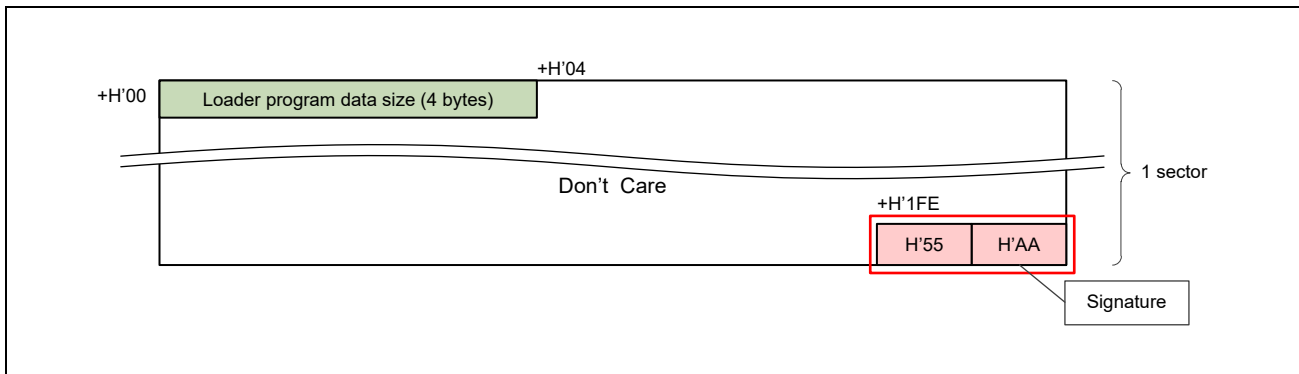 +H’04
+H’00
Loader program data size (4 bytes)
1 sector
Don’t Care
+H’1FE
H’55
H’AA
Signature